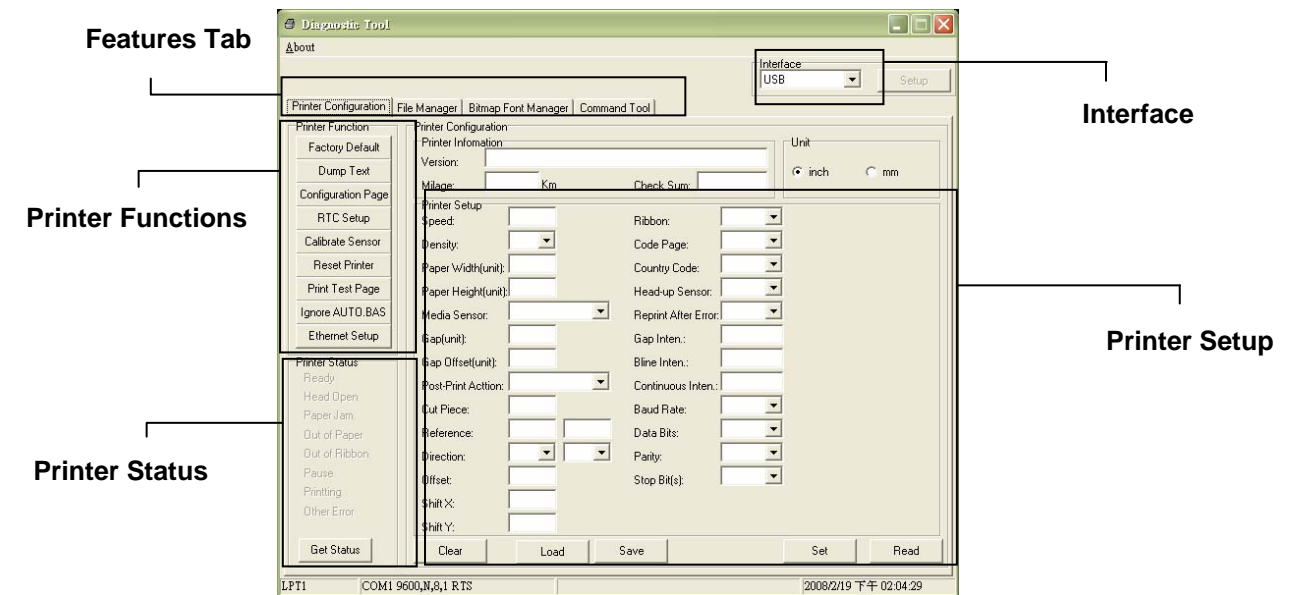 Features Tab
Diagnostic Tool
About
Interface
USB
Setup
Interface
Printer Configuration
File Manager
Bitmap Font Manager
Command Tool
Printer Function
Factory Default
Dump Text
Configuration Page
RTC Setup
Calibrate Sensor
Reset Printer
Print Test Page
Ignore AUTO.BAS
Ethernet Setup
Printer Functions
Printer Configuration
Printer Infomation
Version:
Milage: Km Check Sum:
Unit
inch mm
Printer Setup
Speed: Ribbon:
Density: Code Page:
Paper Width(unit): Country Code:
Paper Height(unit): Head-up Sensor:
Media Sensor: Reprint After Error:
Gap(unit): Gap Inten.:
Gap Offset(unit): Bline Inten.:
Post-Print Acttion: Continuous Inten.:
Cut Piece: Baud Rate:
Reference: Data Bits:
Direction: Parity:
Offset: Stop Bit(s):
Shift X:
Shift Y:
Printer Setup
Printer Status
Ready
Head Open
Paper Jam
Out of Paper
Out of Ribbon
Pause
Printting
Other Error
Get Status
Printer Status
Clear Load Save Set Read
LPT1 COM1 9600,N,8,1 RTS 2008/2/19 下午 02:04:29